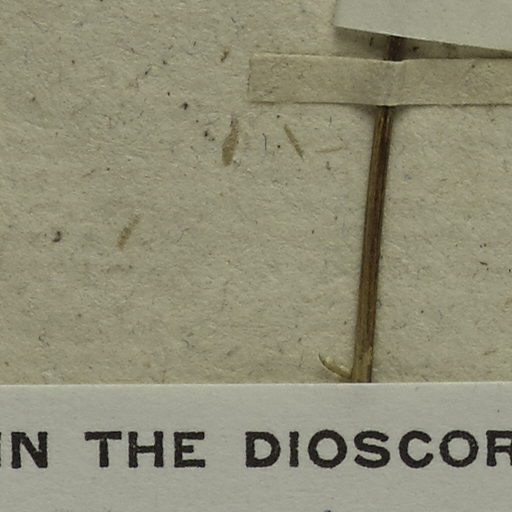 IN THE DIOSCOR